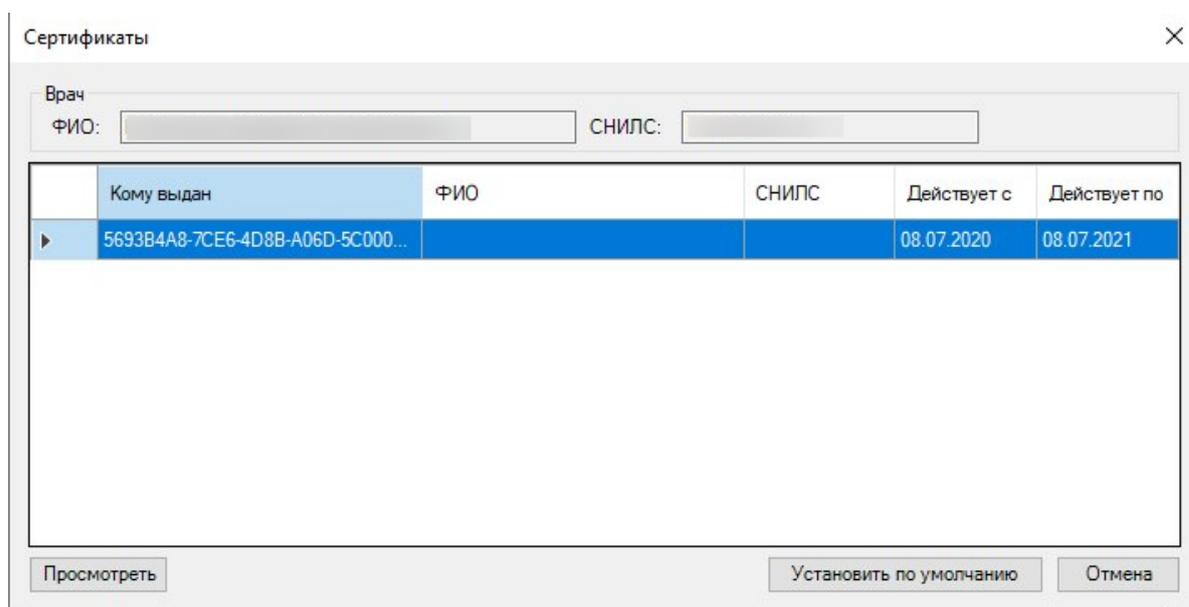 Сертификаты
Врач
ФИО: СНИЛС:
Кому выдан ФИО СНИЛС Действует с Действует по
5693B4A8-7CE6-4D8B-A06D-5C000... 08.07.2020 08.07.2021
Просмотреть Установить по умолчанию Отмена